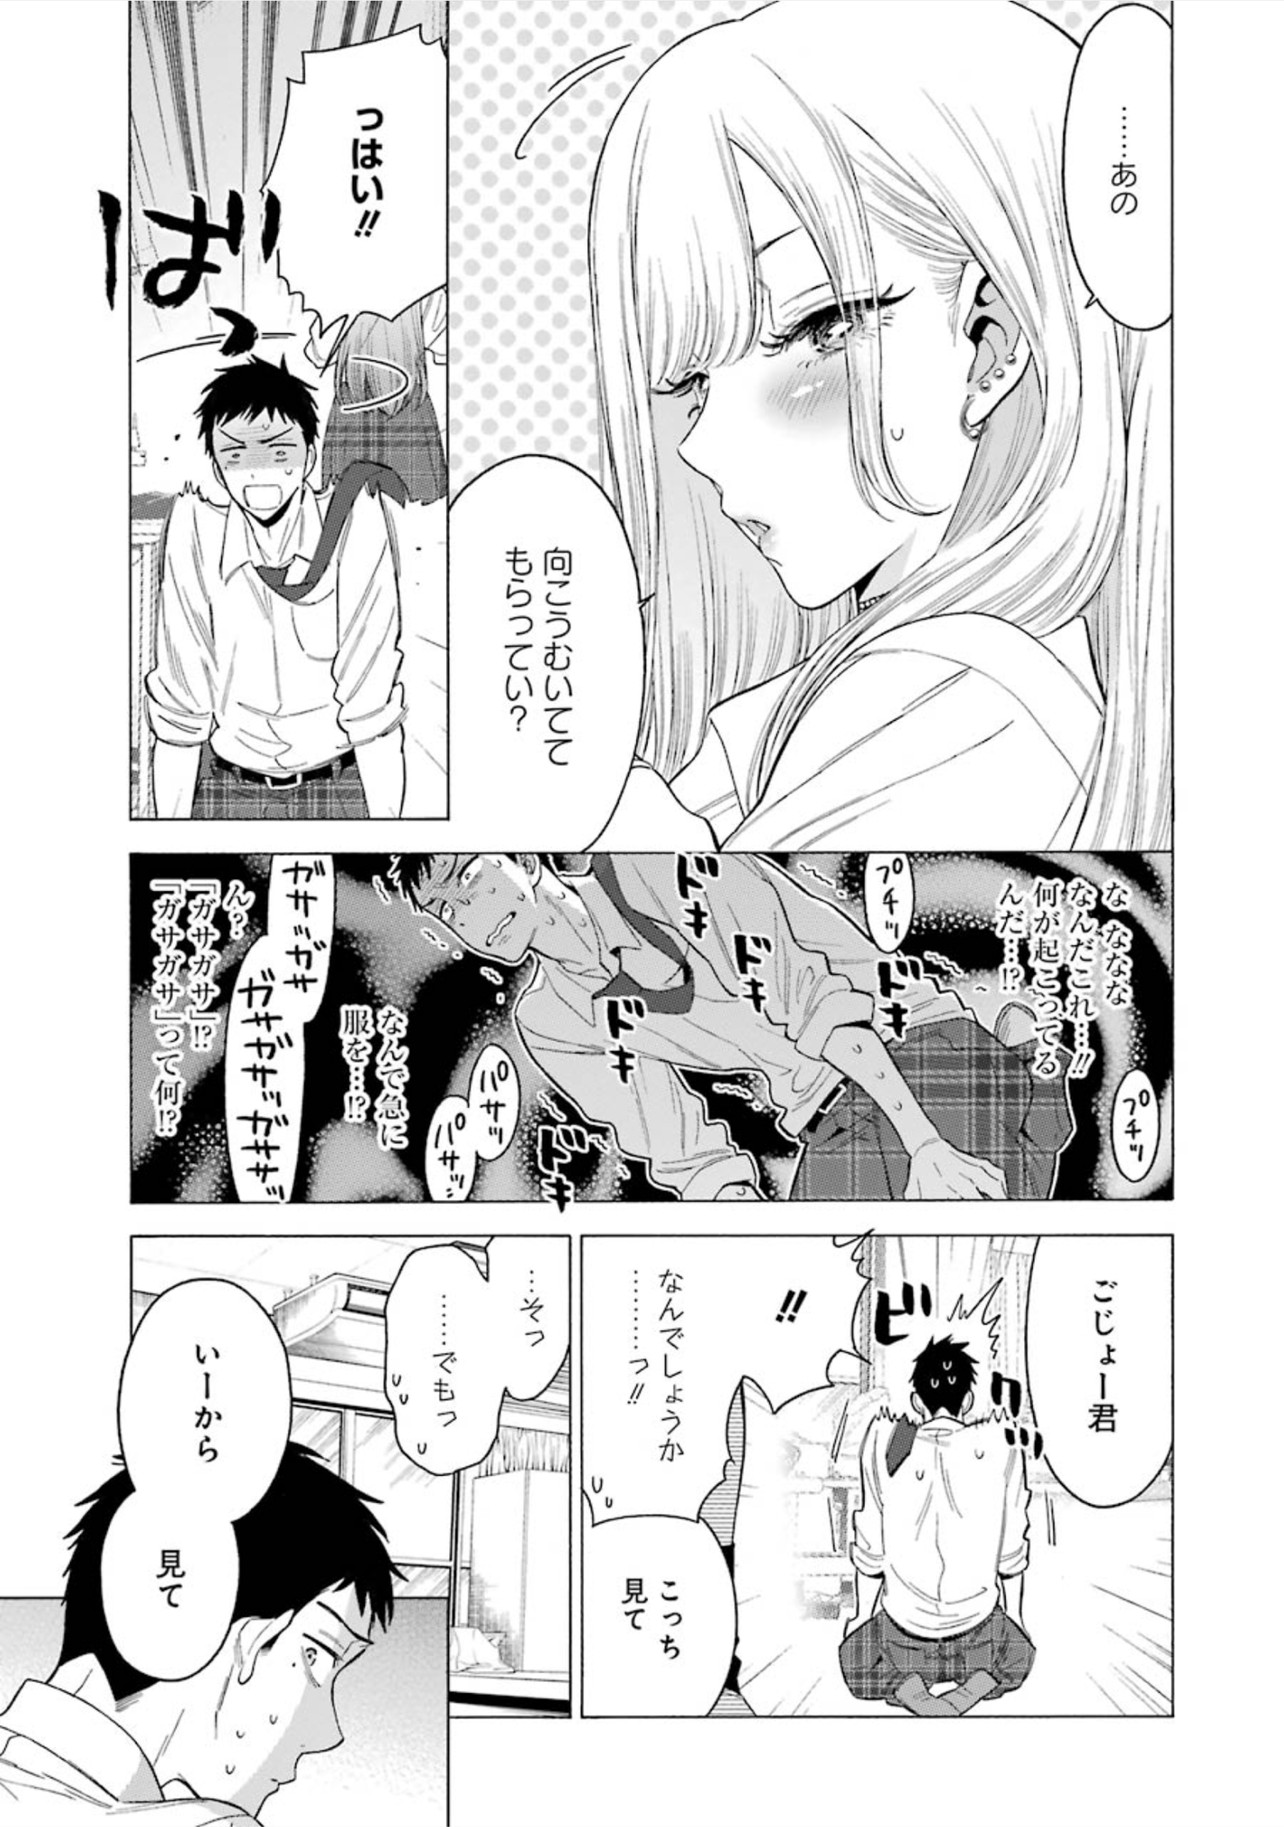 ……あの
向こうむいてて
もらってい？
っはい!!
ばっ
な ななな
なんだこれ…!!
何が起こってる
んだ…!?
プチッ
プチッ
ドキ
ドキ
ドキ
ドキ
なんで急に
服を…!?
パサッ
パサッ…
ガサッガサ
ガサガサッガサッ
ん？
「ガサガサ」!?
「ガサガサ」って何!?
ごじょー君
ビ
クッ
!!
なんでしょうか
………っ!!
こっち
見て
…そっ
……でもっ
いーから
見て